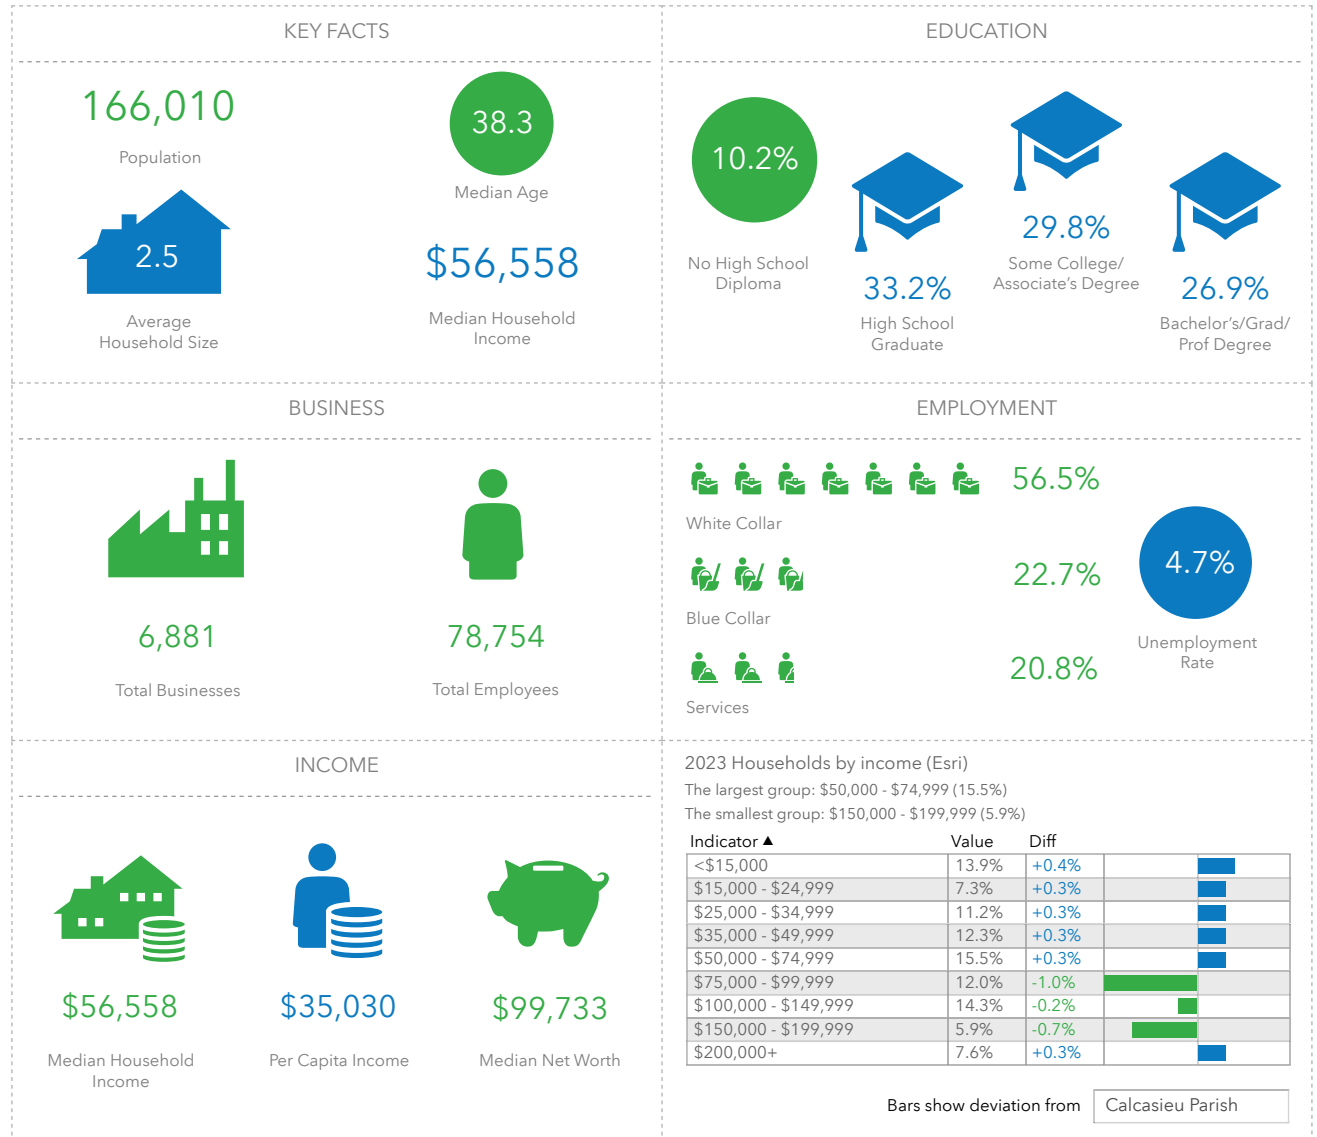 KEY FACTS
166,010
Population
38.3
Median Age
2.5
Average
Household Size
$56,558
Median Household
Income
EDUCATION
10.2%
No High School
Diploma
33.2%
High School
Graduate
29.8%
Some College/
Associate's Degree
26.9%
Bachelor's/Grad/
Prof Degree
BUSINESS
6,881
Total Businesses
78,754
Total Employees
EMPLOYMENT
56.5%
White Collar
22.7%
Blue Collar
20.8%
Services
4.7%
Unemployment
Rate
INCOME
$56,558
Median Household
Income
$35,030
Per Capita Income
$99,733
Median Net Worth
2023 Households by income (Esri)
The largest group: $50,000 - $74,999 (15.5%)
The smallest group: $150,000 - $199,999 (5.9%)
Indicator ▲ Value Diff
<$15,000 13.9% +0.4%
$15,000 - $24,999 7.3% +0.3%
$25,000 - $34,999 11.2% +0.3%
$35,000 - $49,999 12.3% +0.3%
$50,000 - $74,999 15.5% +0.3%
$75,000 - $99,999 12.0% -1.0%
$100,000 - $149,999 14.3% -0.2%
$150,000 - $199,999 5.9% -0.7%
$200,000+ 7.6% +0.3%
Bars show deviation from Calcasieu Parish